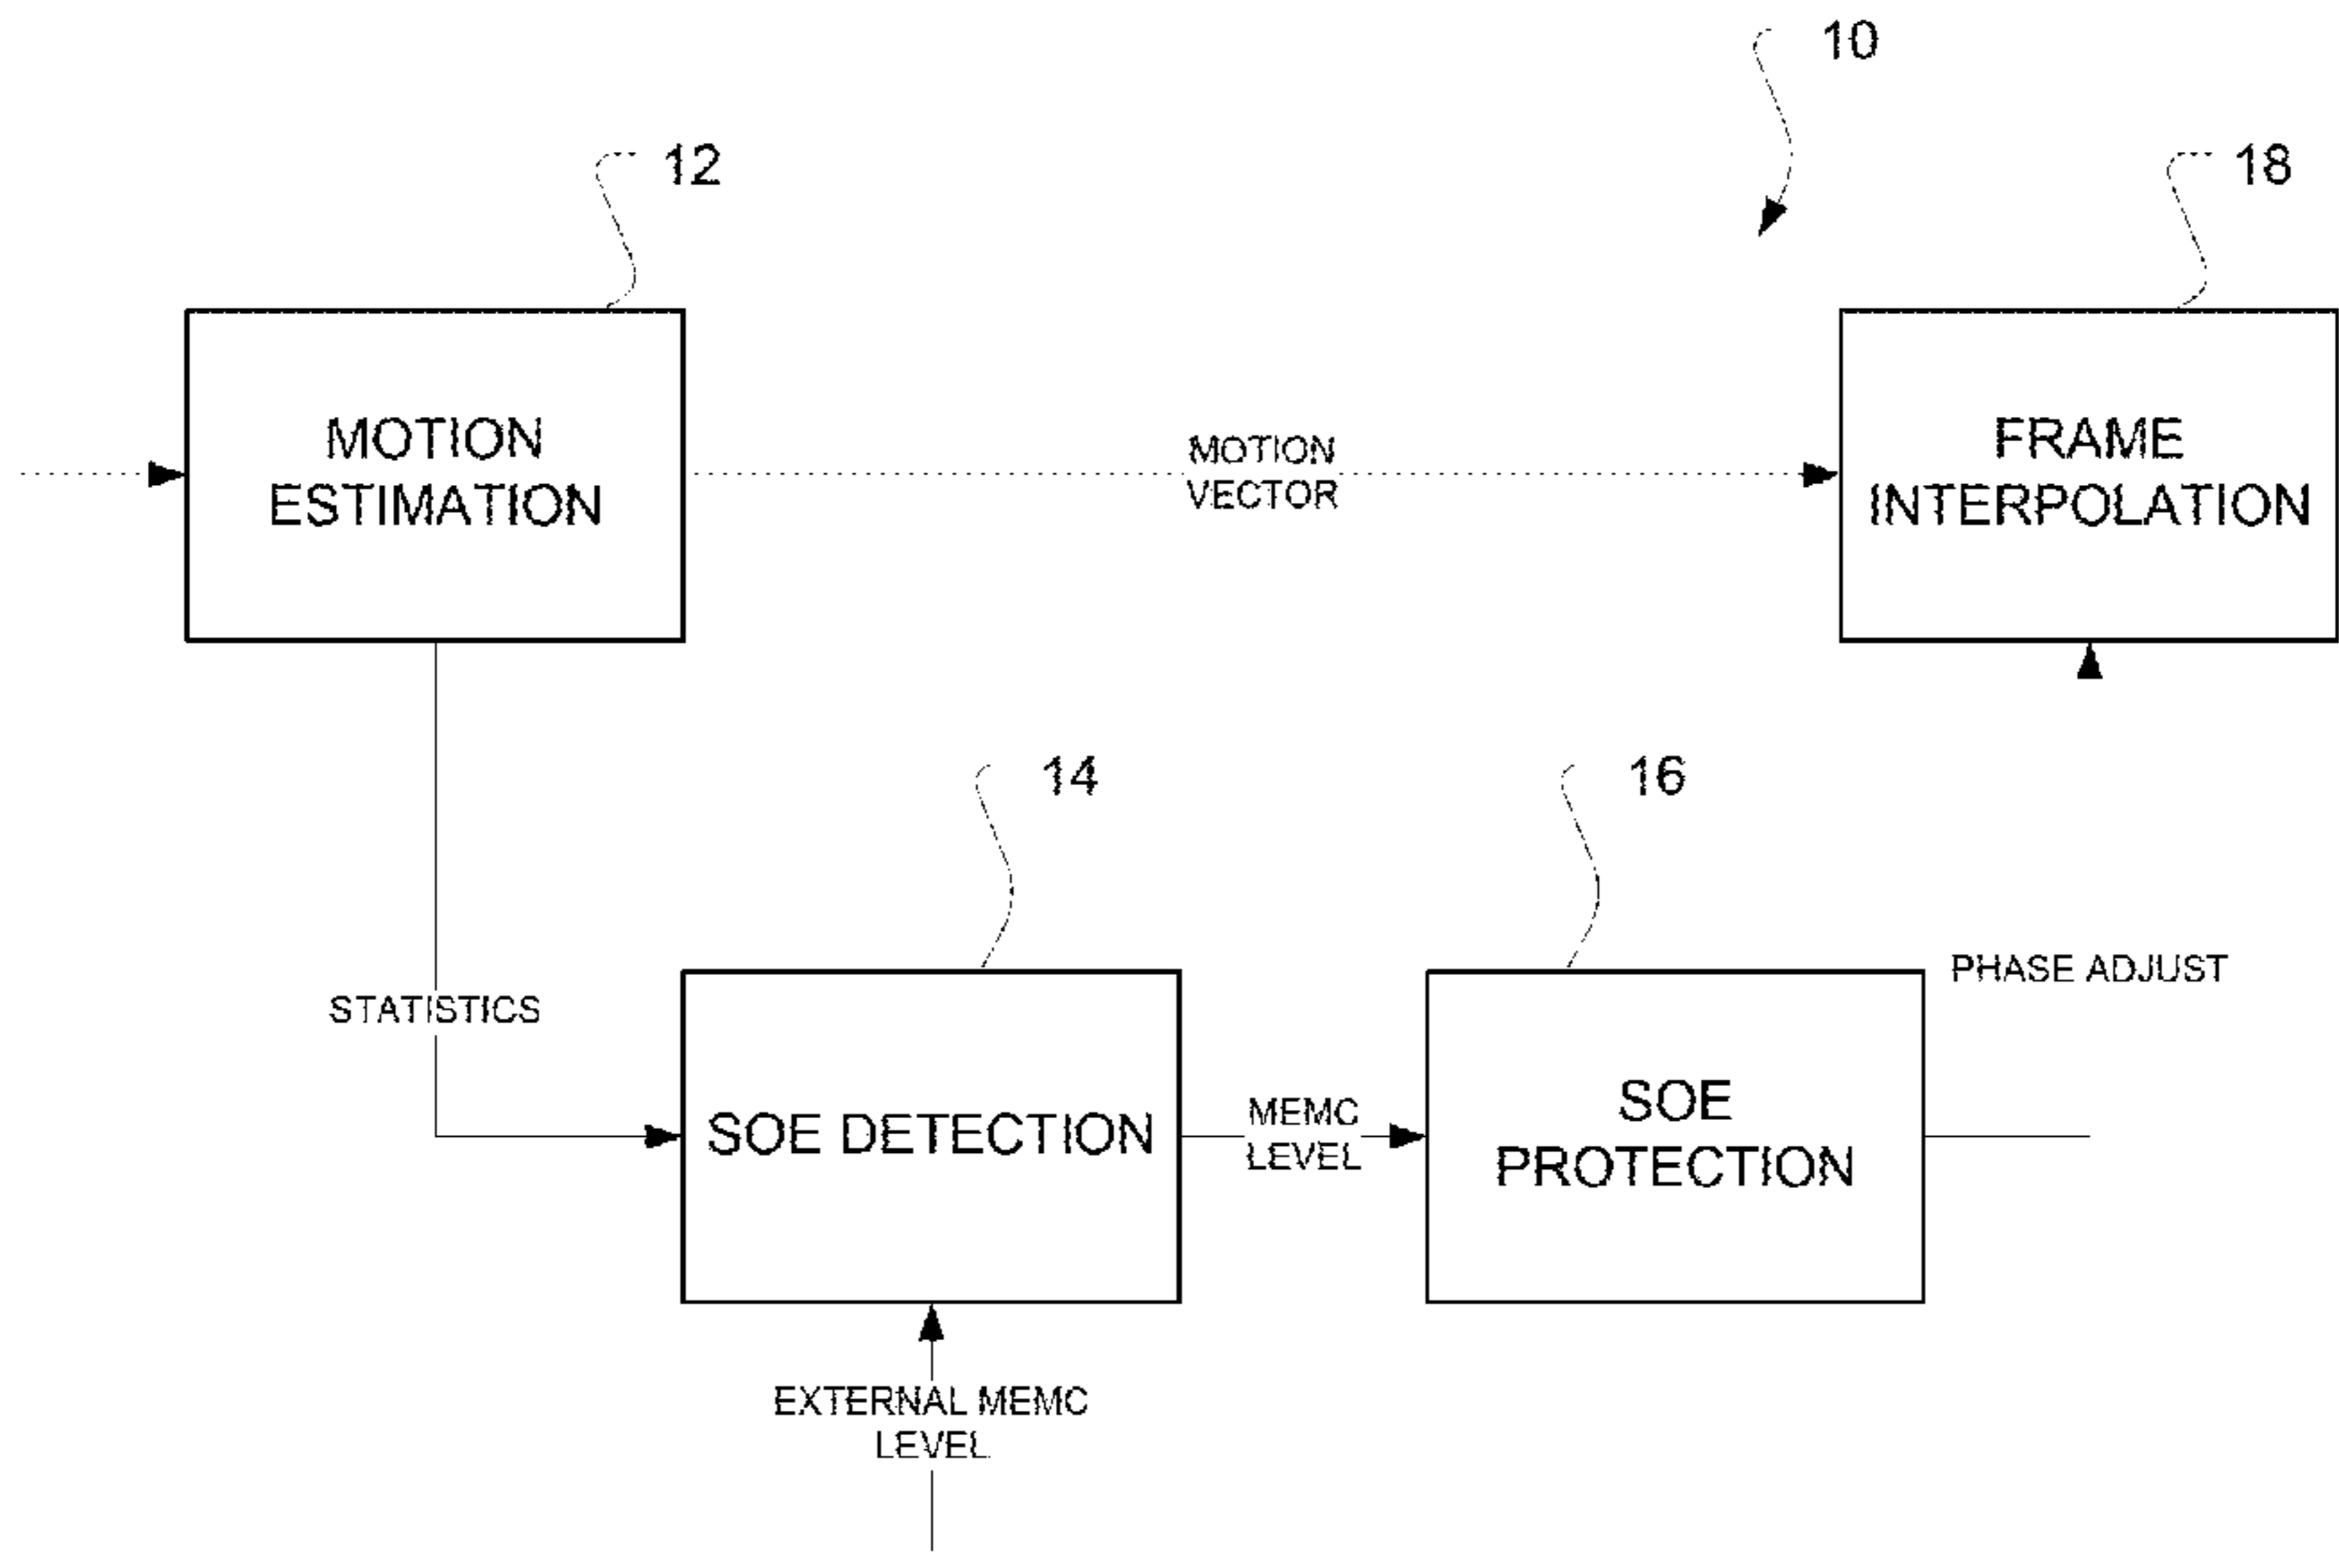 10
12
18
MOTION
ESTIMATION
MOTION
VECTOR
FRAME
INTERPOLATION
14
16
PHASE ADJUST
STATISTICS
SOE DETECTION
MEMC
LEVEL
SOE
PROTECTION
EXTERNAL MEMC
LEVEL